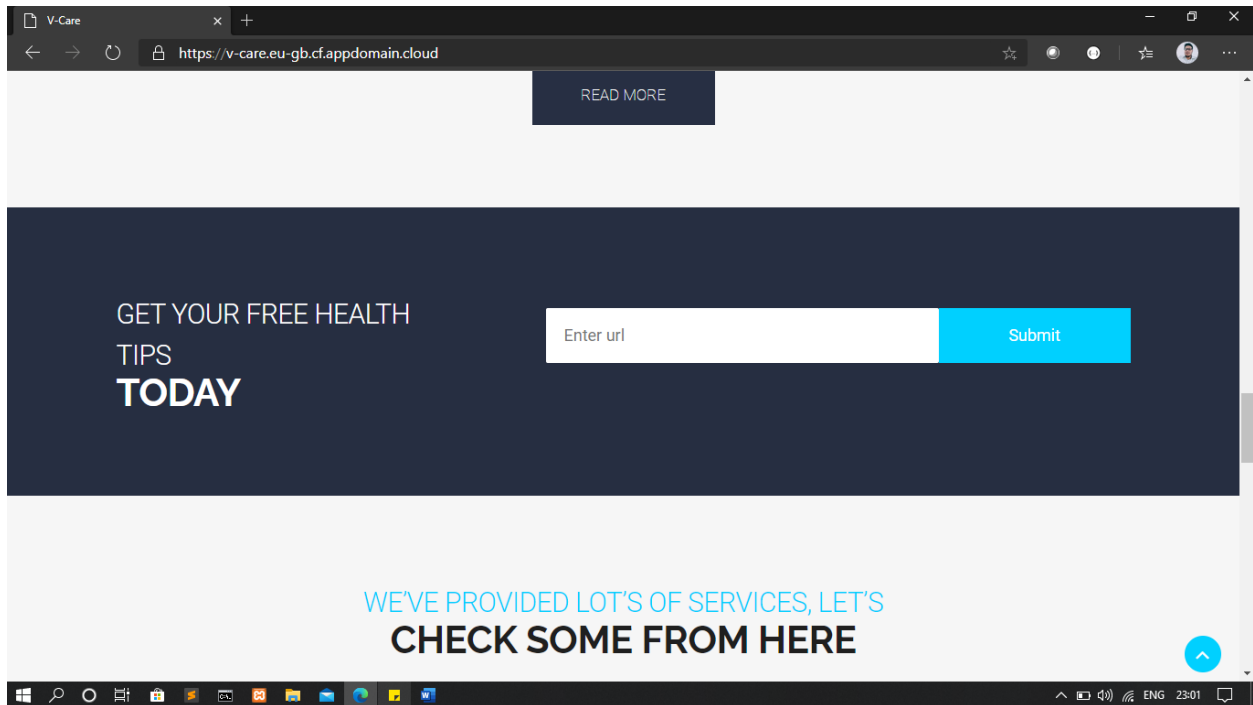 V-Care
https://v-care.eu-gb.cf.appdomain.cloud
READ MORE
GET YOUR FREE HEALTH
TIPS
TODAY
Enter url
Submit
WE'VE PROVIDED LOT'S OF SERVICES, LET'S
CHECK SOME FROM HERE
ENG 23:01